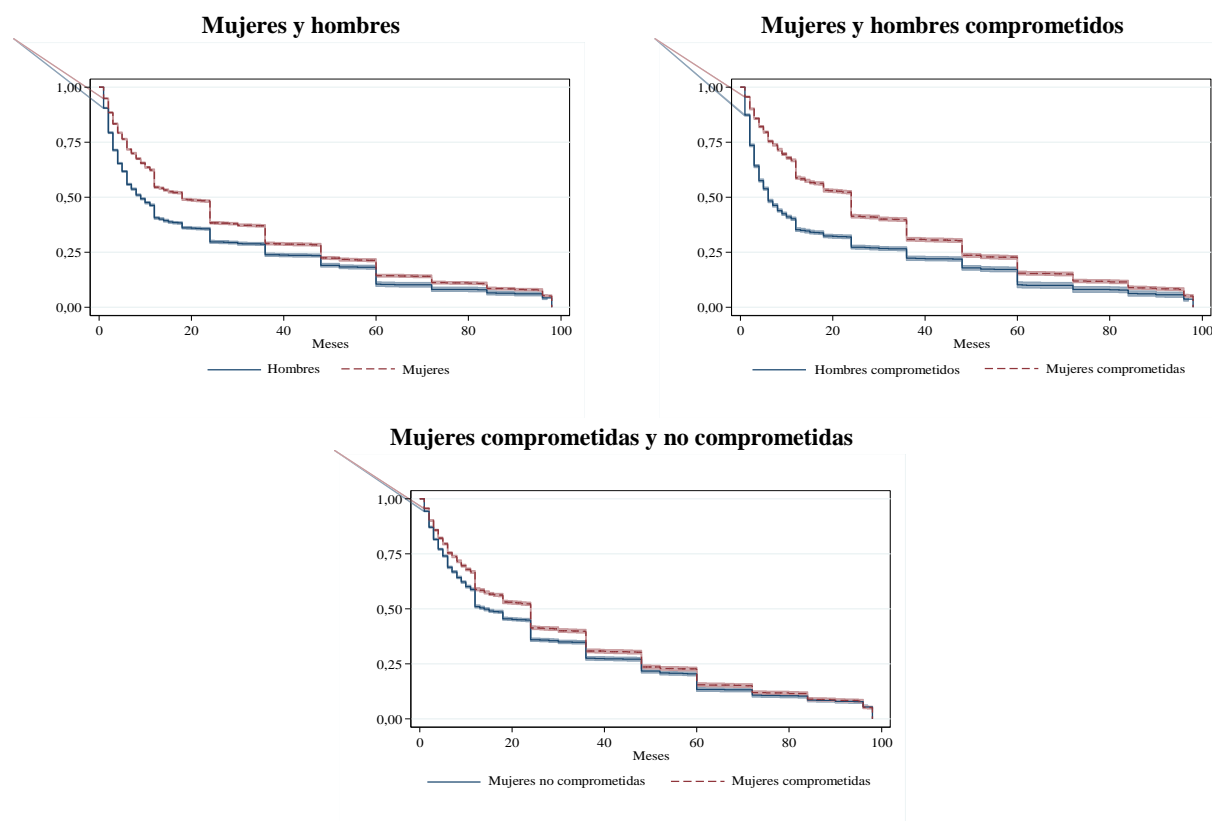 Mujeres y hombres
1,00
0,75
0,50
0,25
0,00
0 20 40 60 80 100
Meses
Hombres Mujeres
Mujeres y hombres comprometidos
1,00
0,75
0,50
0,25
0,00
0 20 40 60 80 100
Meses
Hombres comprometidos Mujeres comprometidas
Mujeres comprometidas y no comprometidas
1,00
0,75
0,50
0,25
0,00
0 20 40 60 80 100
Meses
Mujeres no comprometidas Mujeres comprometidas